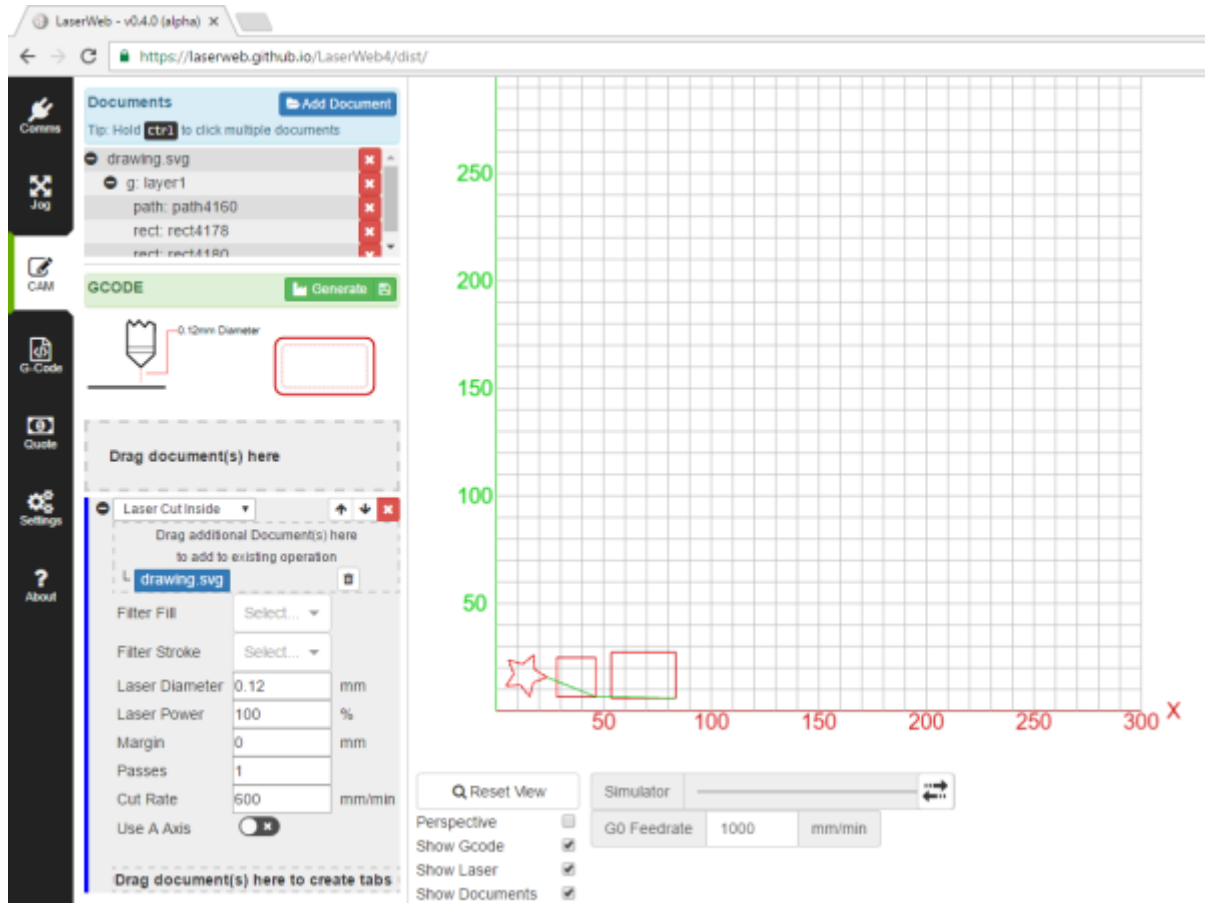 LaserWeb - v0.4.0 (alpha)
https://laserweb.github.io/LaserWeb4/dist/
Comms
Jog
CAM
G-Code
Quote
Settings
About
Documents
Add Document
Tip: Hold ctrl to click multiple documents
drawing.svg
g: layer1
path: path4160
rect: rect4178
rect: rect4180
GCODE
Generate
0.12mm Diameter
Drag document(s) here
Laser Cut Inside
Drag additional Document(s) here
to add to existing operation
drawing.svg
Filter Fill Select...
Filter Stroke Select...
Laser Diameter 0.12 mm
Laser Power 100 %
Margin 0 mm
Passes 1
Cut Rate 600 mm/min
Use A Axis
Drag document(s) here to create tabs
250
200
150
100
50
50 100 150 200 250 300 X
Reset View
Perspective
Show Gcode
Show Laser
Show Documents
Simulator
G0 Feedrate 1000 mm/min